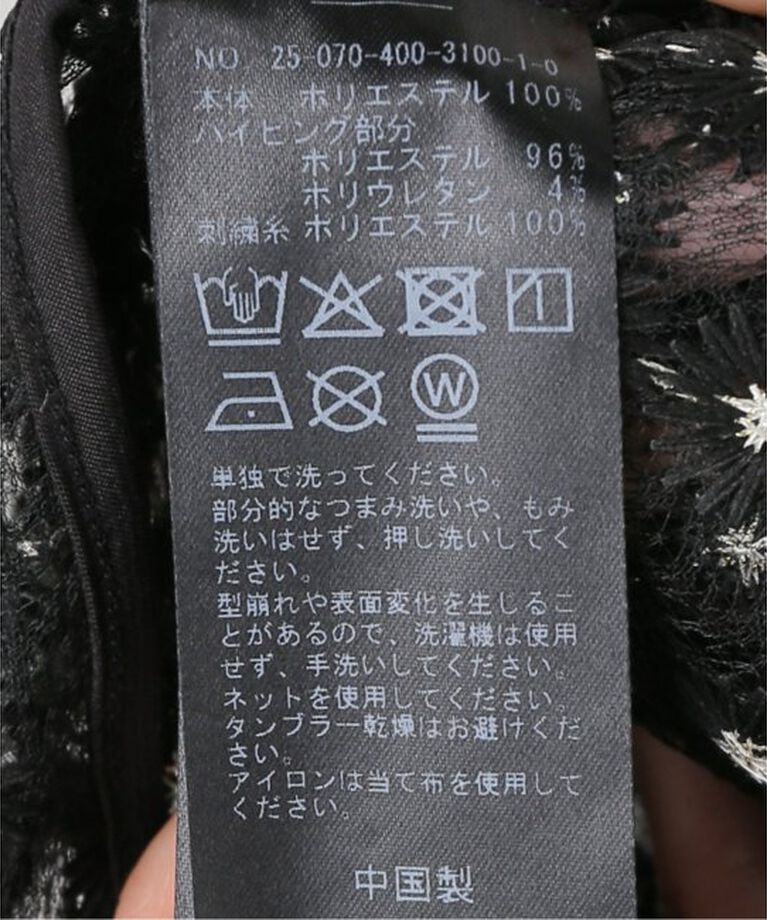 NO 25-070-400-3100-1-0
本体 ポリエステル 100%
パイピング部分
ポリエステル 96%
ポリウレタン 4%
刺繍糸 ポリエステル 100%
W
単独で洗ってください。
部分的なつまみ洗いや、もみ
洗いはせず、押し洗いしてく
ださい。
型崩れや表面変化を生じるこ
とがあるので、洗濯機は使用
せず、手洗いしてください。
ネットを使用してください。
タンブラー乾燥はお避けくだ
さい。
アイロンは当て布を使用して
ください。
中国製